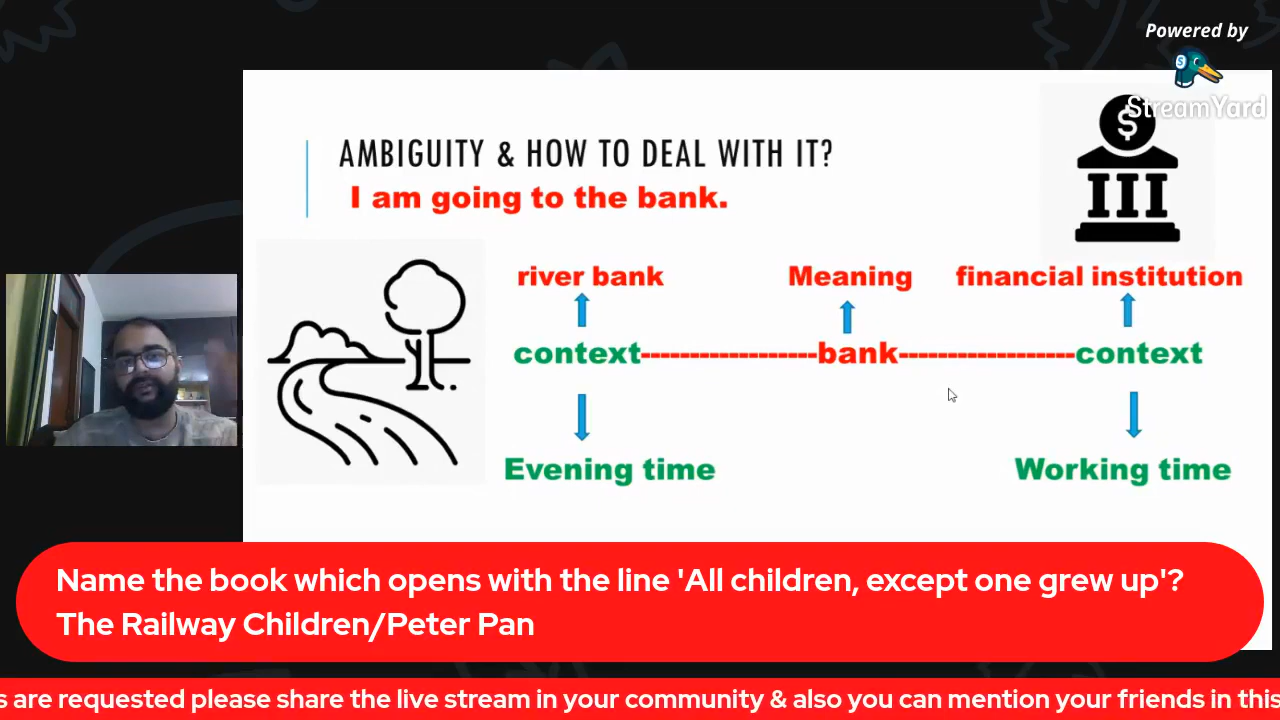 Powered by
StreamYard
AMBIGUITY & HOW TO DEAL WITH IT?
I am going to the bank.
$
river bank Meaning financial institution
context------------------bank------------------context
Evening time Working time
Name the book which opens with the line 'All children, except one grew up'?
The Railway Children/Peter Pan
s are requested please share the live stream in your community & also you can mention your friends in this